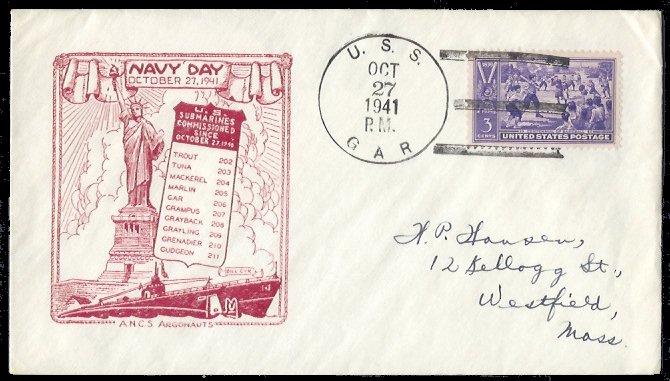 NAVY DAY
OCTOBER 27, 1941
U.S.
SUBMARINES
COMMISSIONED
SINCE
OCTOBER 27, 1940
TROUT 202
TUNA 203
MACKEREL 204
MARLIN 205
GAR 206
GRAMPUS 207
GRAYBACK 208
GRAYLING 209
GRENADIER 210
GUDGEON 211
A.N.C.S. ARGONAUTS
U. S. S.
OCT
27
1941
P.M.
GAR
3 CENTS
UNITED STATES POSTAGE
H. P. Hansen,
12 Kellogg St.,
Westfield,
Mass.